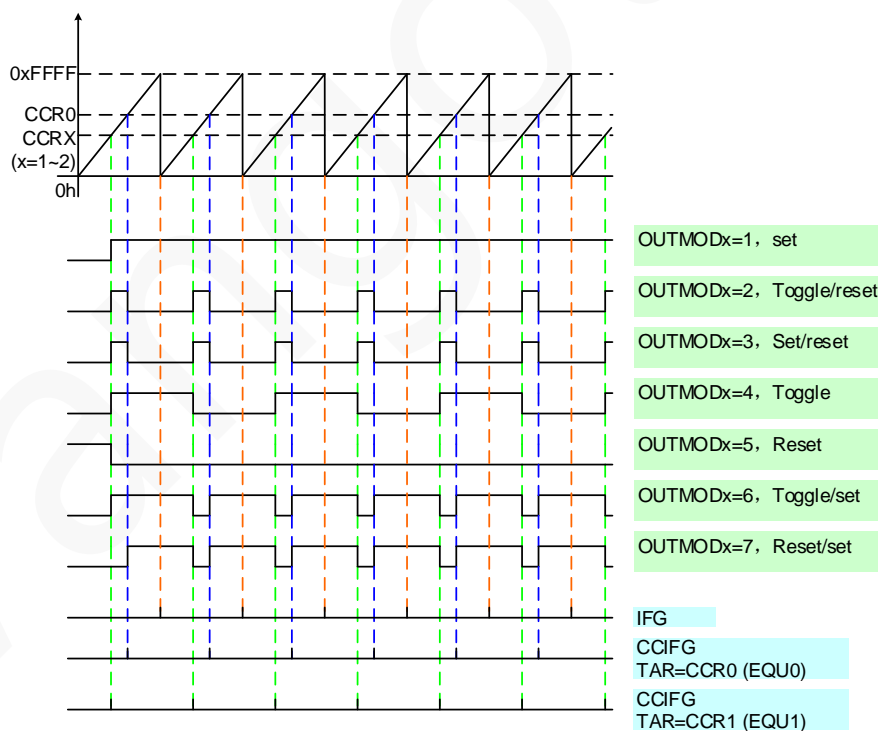 0xFFFF
CCR0
CCRX
(x=1~2)
0h
OUTMODx=1，set
OUTMODx=2，Toggle/reset
OUTMODx=3，Set/reset
OUTMODx=4，Toggle
OUTMODx=5，Reset
OUTMODx=6，Toggle/set
OUTMODx=7，Reset/set
IFG
CCIFG
TAR=CCR0 (EQU0)
CCIFG
TAR=CCR1 (EQU1)